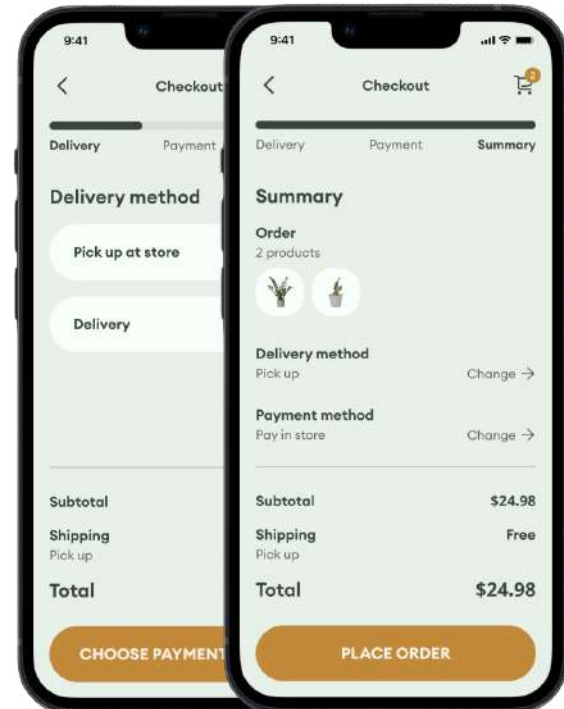 9:41
Checkout
Delivery Payment
Delivery method
Pick up at store
Delivery
Subtotal
Shipping
Pick up
Total
CHOOSE PAYMENT
9:41
Checkout
2
Delivery Payment Summary
Summary
Order
2 products
Delivery method
Pick up Change →
Payment method
Pay in store Change →
Subtotal $24.98
Shipping Free
Pick up
Total $24.98
PLACE ORDER